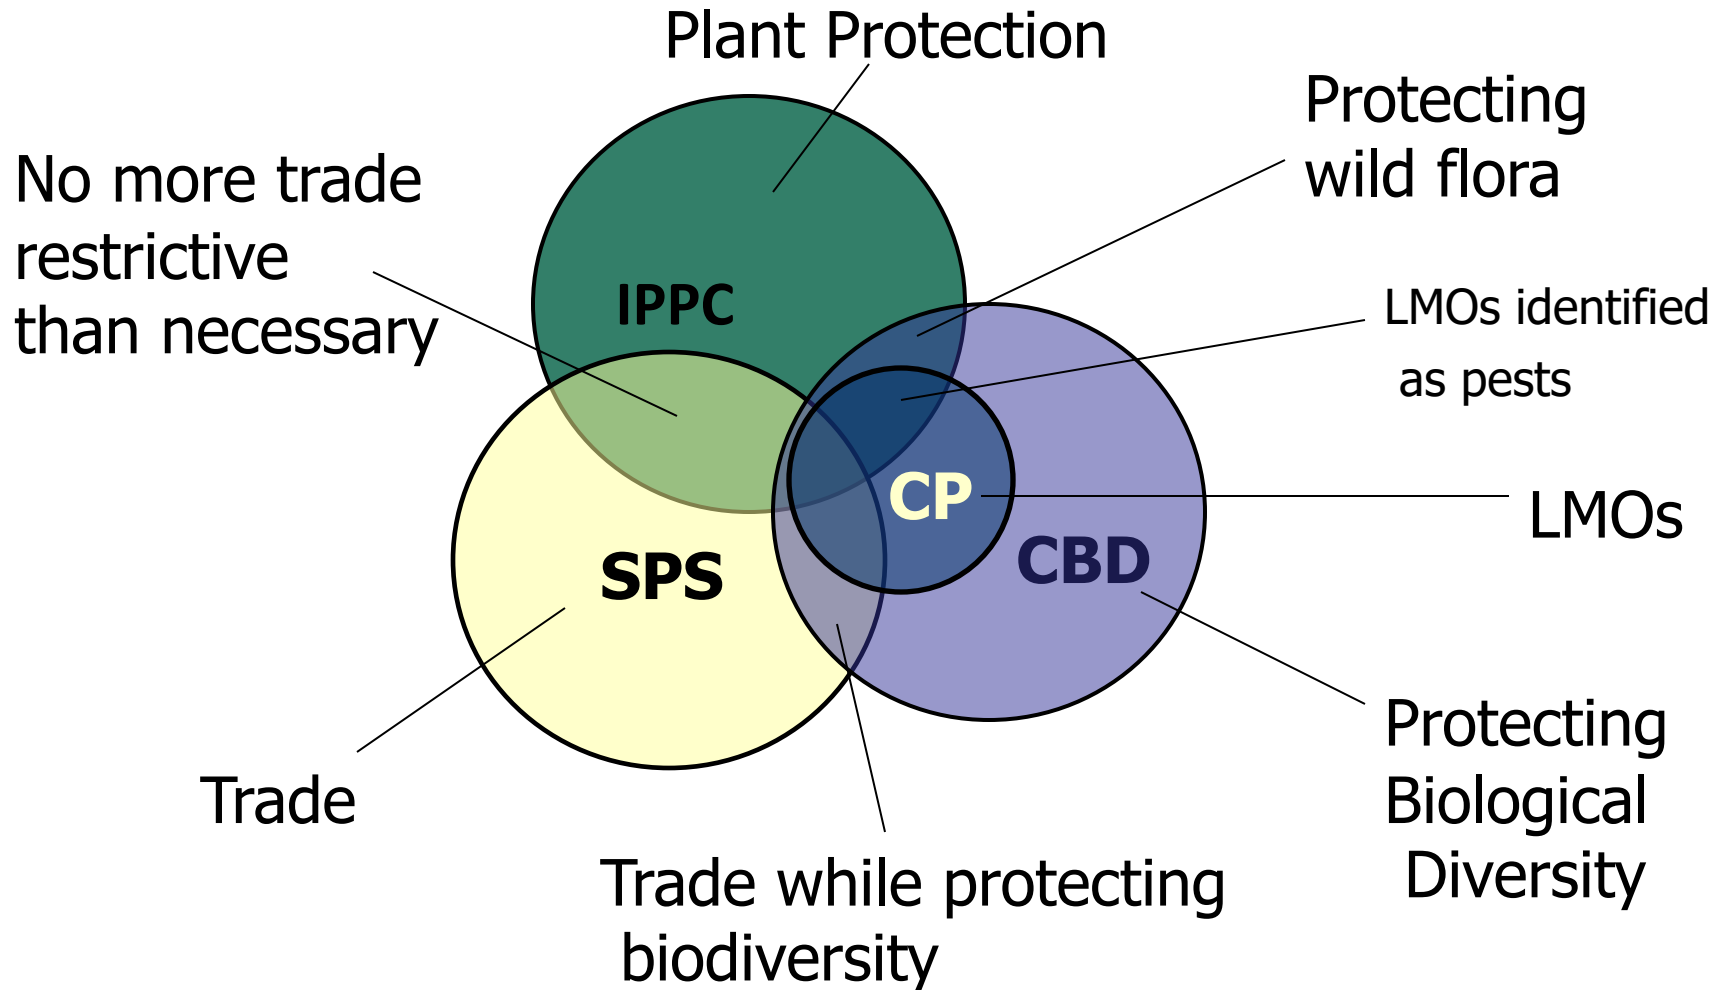 Plant Protection
Protecting
wild flora
No more trade
restrictive
than necessary
IPPC
LMOs identified
as pests
CP
LMOs
SPS
CBD
Protecting
Biological
Diversity
Trade
Trade while protecting
biodiversity